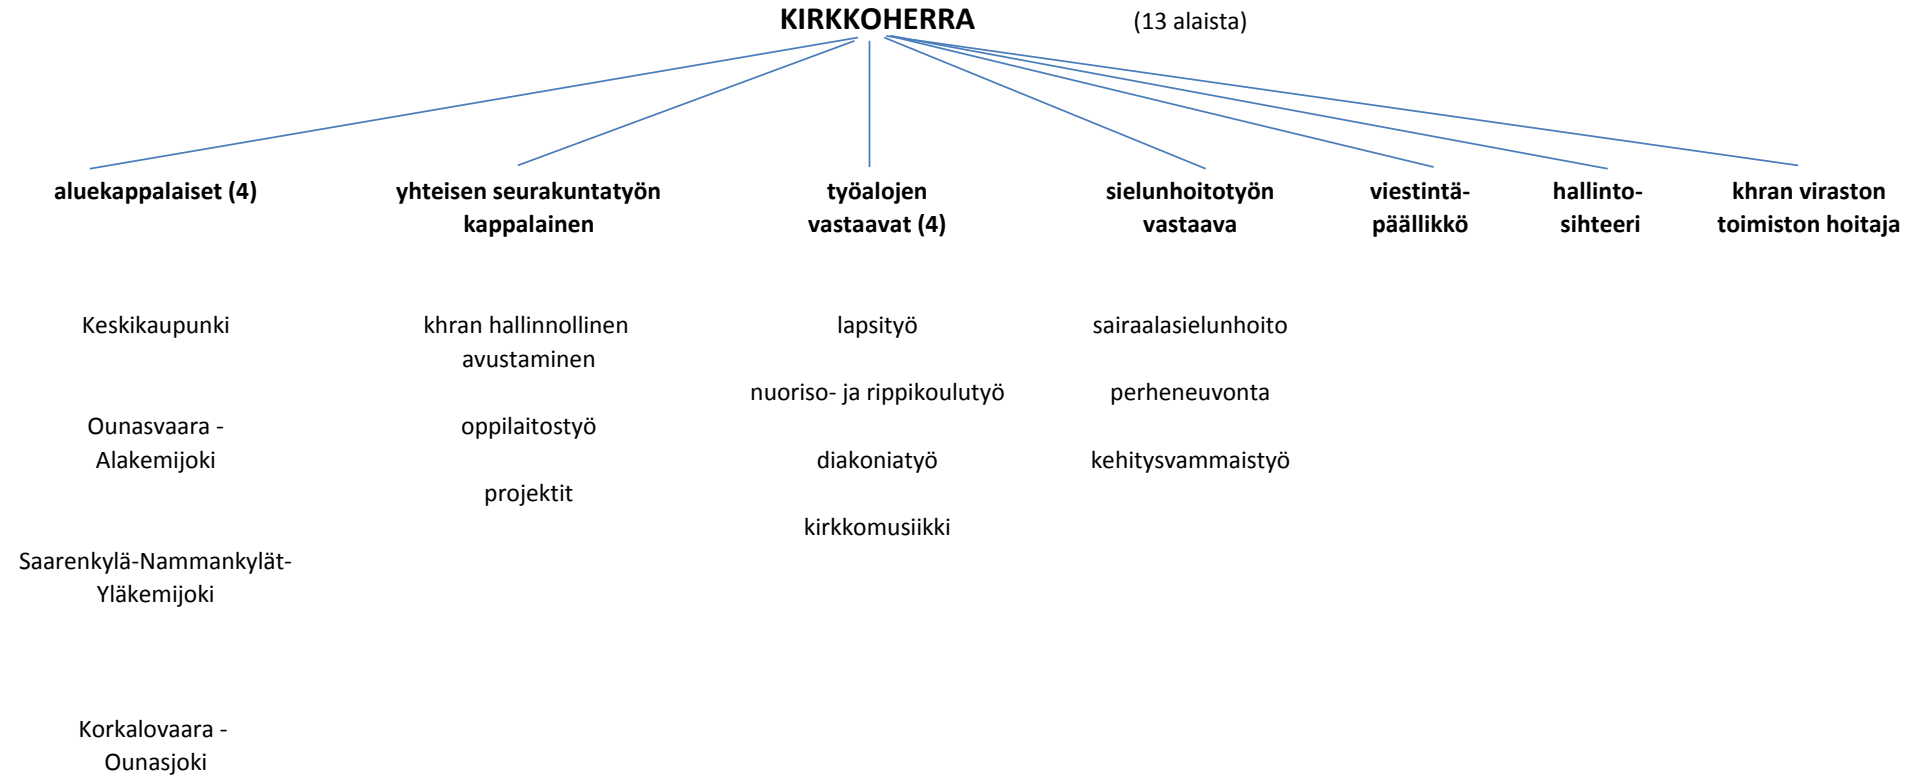 KIRKKOHERRA (13 alaista)
aluekappalaiset (4)
yhteisen seurakuntatyön
kappalainen
työalojen
vastaavat (4)
sielunhoitotyön
vastaava
viestintä-
päällikkö
hallinto-
sihteeri
khran viraston
toimiston hoitaja
Keskikaupunki
Ounasvaara -
Alakemijoki
Saarenkylä-Nammankylät-
Yläkemijoki
Korkalovaara -
Ounasjoki
khran hallinnollinen
avustaminen
oppilaitostyö
projektit
lapsityö
nuoriso- ja rippikoulutyö
diakoniatyö
kirkkomusiikki
sairaalasielunhoito
perheneuvonta
kehitysvammaistyö